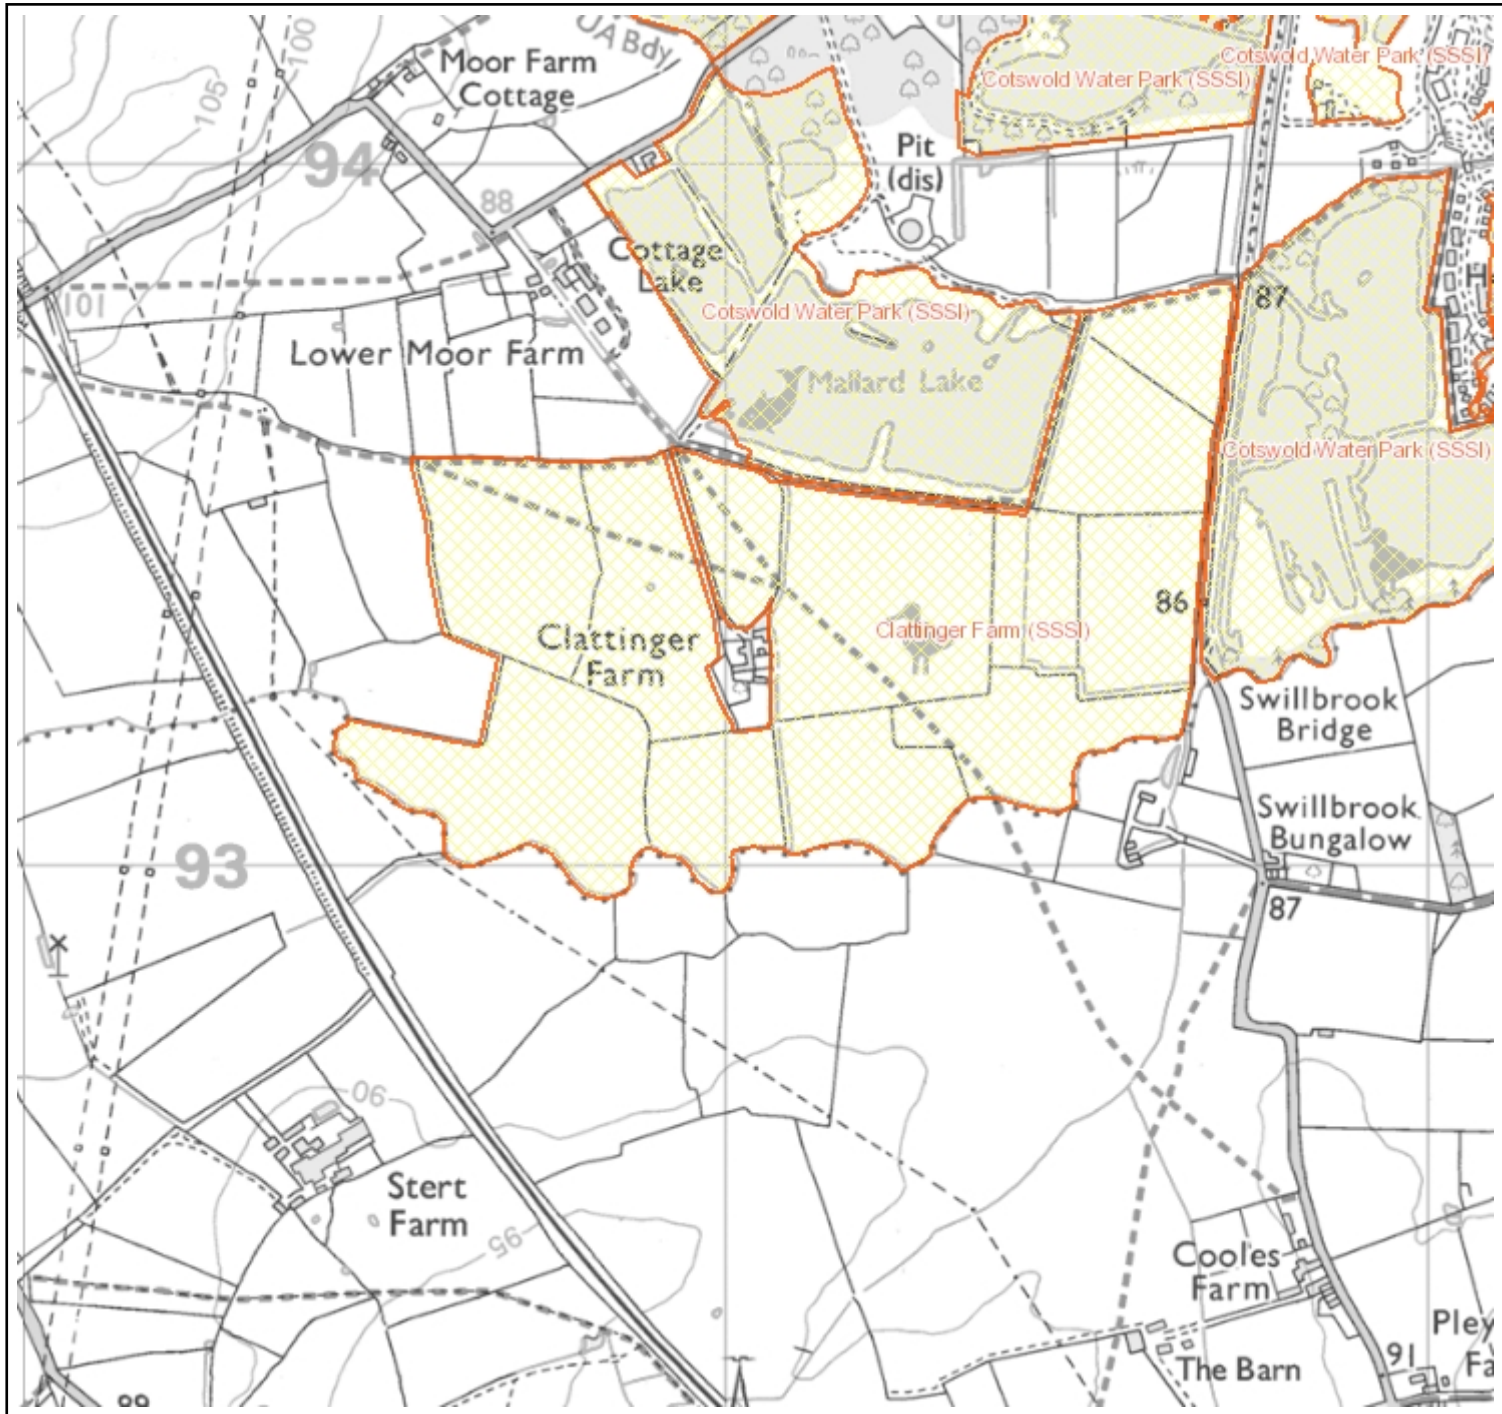 UA Bdy
100
Moor Farm
Cottage
105
Cotswold Water Park (SSSI)
Cotswold Water Park (SSSI)
94
Pit
(dis)
88
Cottage
Lake
101
87
Cotswold Water Park (SSSI)
Lower Moor Farm
Mallard Lake
Cotswold Water Park (SSSI)
86
Clattinger
Farm
Clattinger Farm (SSSI)
Swillbrook
Bridge
Swillbrook
Bungalow
93
87
90
Stert
Farm
95
Cooles
Farm
Pley
Fa
The Barn
91
89